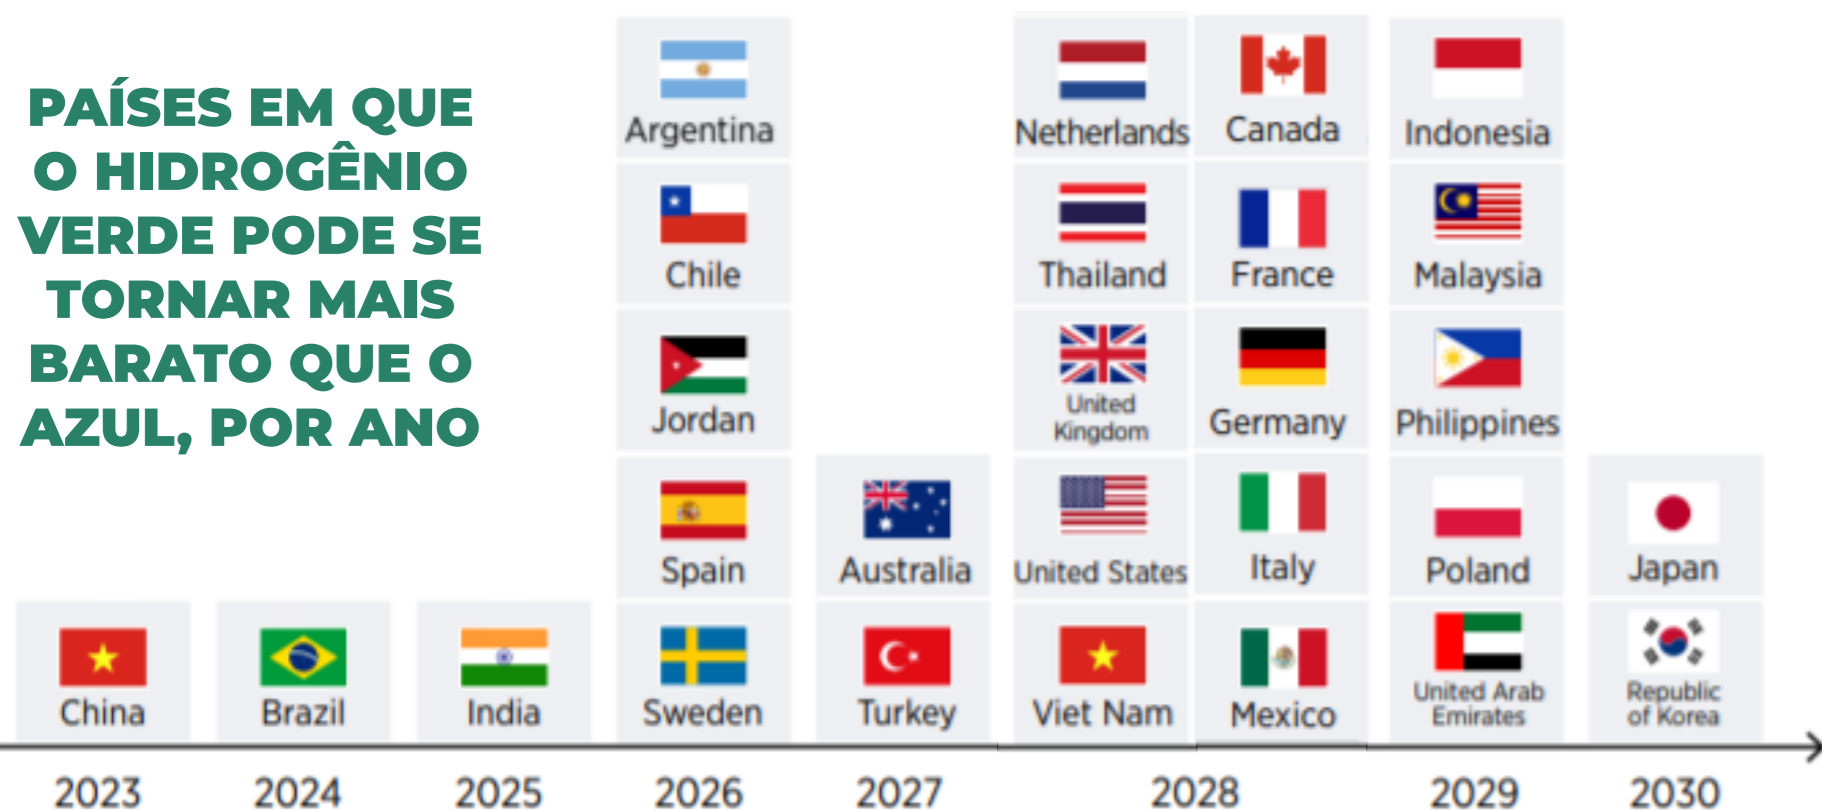 PAÍSES EM QUE
O HIDROGÊNIO
VERDE PODE SE
TORNAR MAIS
BARATO QUE O
AZUL, POR ANO
Argentina
Netherlands
Canada
Indonesia
Chile
Thailand
France
Malaysia
Jordan
United
Kingdom
Germany
Philippines
Spain
Australia
United States
Italy
Poland
Japan
China
Brazil
India
Sweden
Turkey
Viet Nam
Mexico
United Arab
Emirates
Republic
of Korea
2023
2024
2025
2026
2027
2028
2029
2030